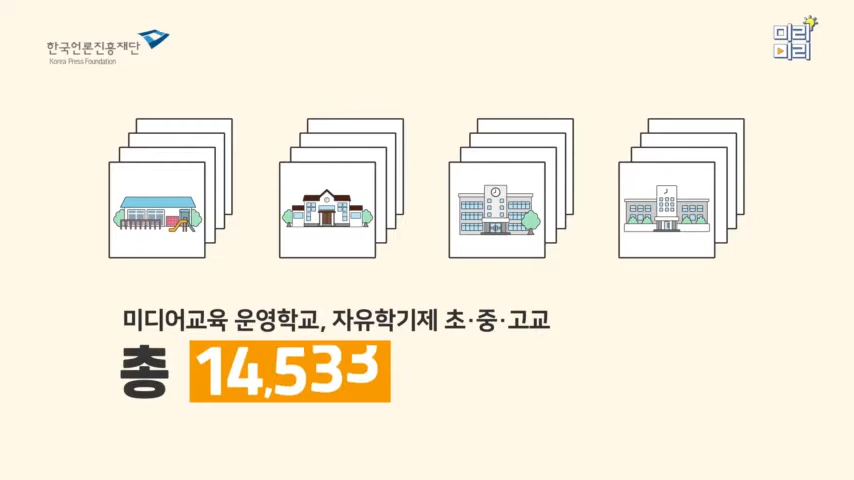 한국언론진흥재단
Korea Press Foundation
미리
미리
미디어교육 운영학교, 자유학기제 초·중·고교
총 14,533